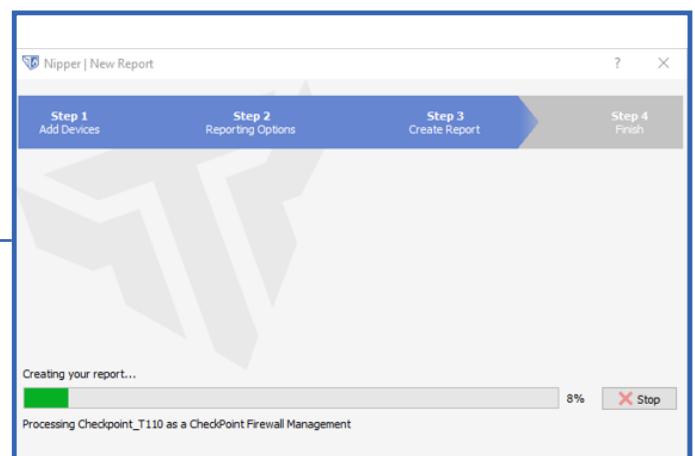 Nipper | New Report ?
Step 1 Step 2 Step 3 Step 4
Add Devices Reporting Options Create Report Finish
Creating your report...
8% Stop
Processing Checkpoint_T110 as a CheckPoint Firewall Management